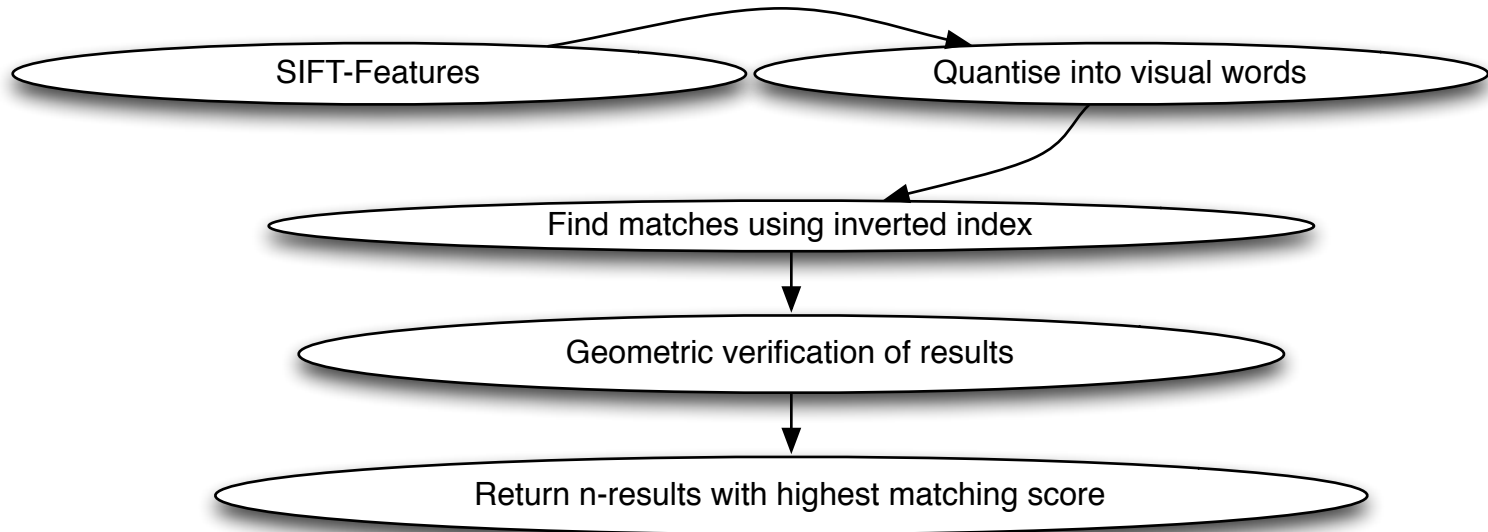 SIFT-Features
Quantise into visual words
Find matches using inverted index
Geometric verification of results
Return n-results with highest matching score